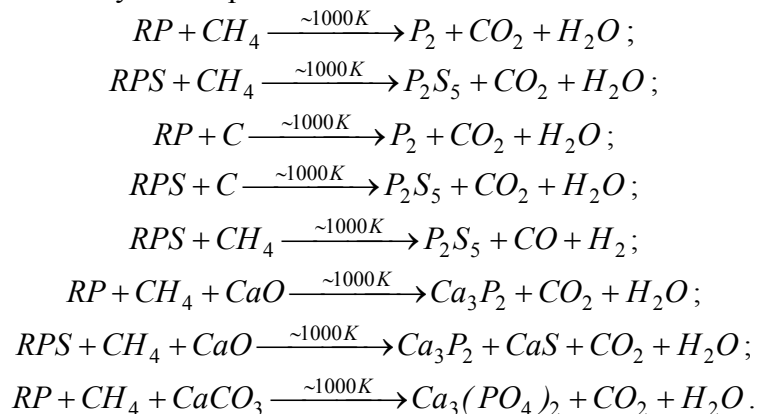 RP + CH₄ —~1000K→ P₂ + CO₂ + H₂O ;
RPS + CH₄ —~1000K→ P₂S₅ + CO₂ + H₂O ;
RP + C —~1000K→ P₂ + CO₂ + H₂O ;
RPS + C —~1000K→ P₂S₅ + CO₂ + H₂O ;
RPS + CH₄ —~1000K→ P₂S₅ + CO + H₂ ;
RP + CH₄ + CaO —~1000K→ Ca₃P₂ + CO₂ + H₂O ;
RPS + CH₄ + CaO —~1000K→ Ca₃P₂ + CaS + CO₂ + H₂O ;
RP + CH₄ + CaCO₃ —~1000K→ Ca₃(PO₄)₂ + CO₂ + H₂O .